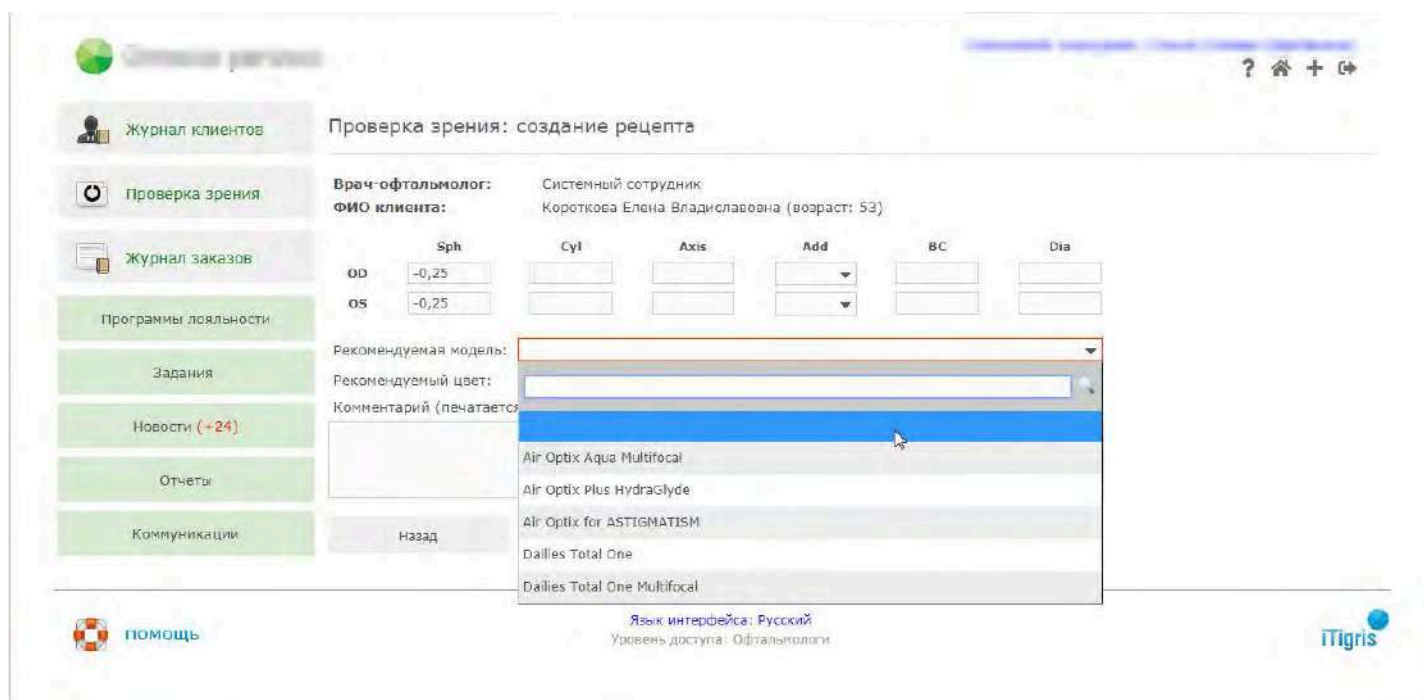 ?
Журнал клиентов
Проверка зрения: создание рецепта
Проверка зрения
Врач-офтальмолог: Системный сотрудник
ФИО клиента: Короткова Елена Владиславовна (возраст: 53)
Журнал заказов
Sph Cyl Axis Add BC Dia
OD -0,25
OS -0,25
Программы лояльности
Рекомендуемая модель:
Задания
Рекомендуемый цвет:
Комментарий (печатается
Новости (+24)
Air Optix Aqua Multifocal
Отчеты
Air Optix Plus HydraGlyde
Air Optix for ASTIGMATISM
Коммуникации
Назад
Dailies Total One
Dailies Total One Multifocal
ПОМОЩЬ
Язык интерфейса: Русский
Уровень доступа: Офтальмологи
iTigris